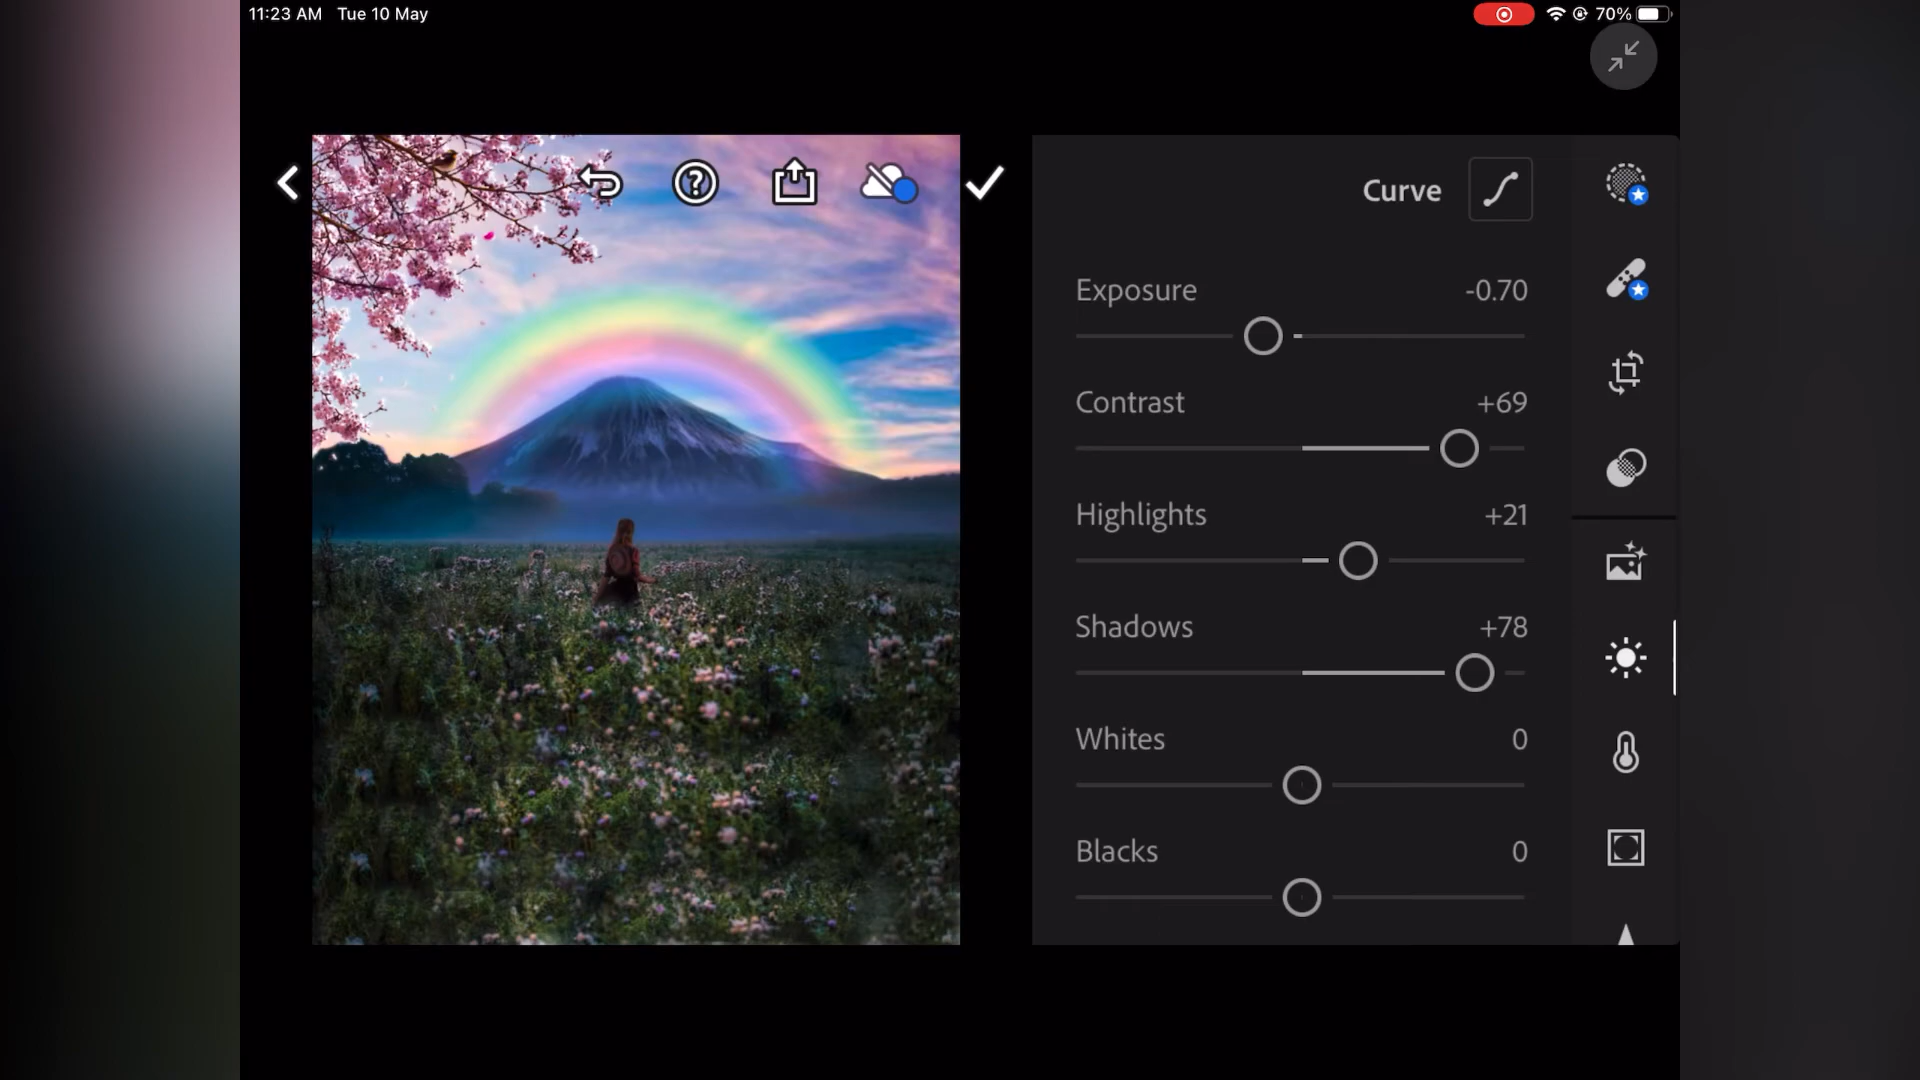 11:23 AM Tue 10 May
70%
Curve
Exposure -0.70
Contrast +69
Highlights +21
Shadows +78
Whites 0
Blacks 0